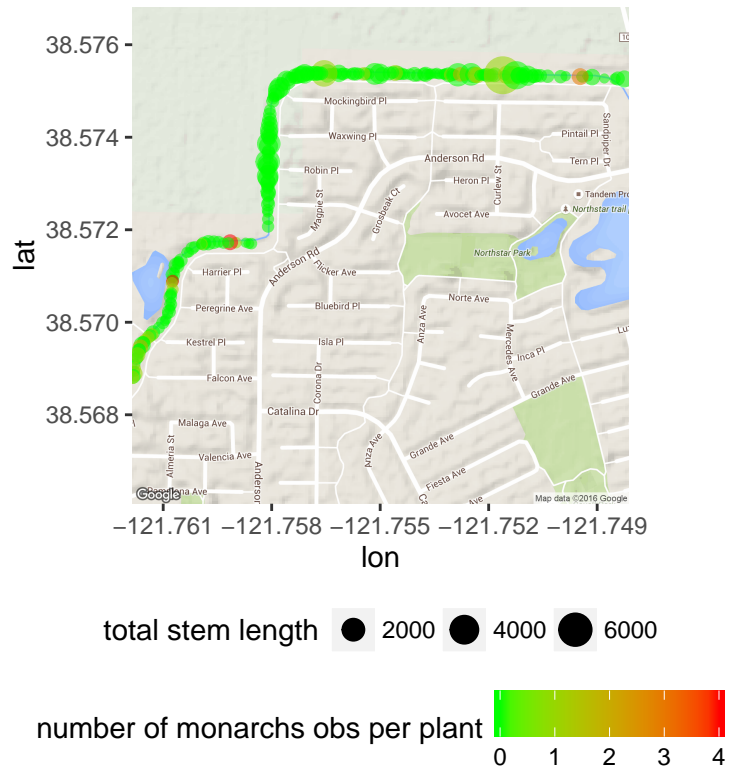 38.576
38.574
38.572
38.570
38.568
lat
10
Mockingbird Pl
Waxwing Pl
Sandpiper Dr
Pintail Pl
Anderson Rd
Tern Pl
Robin Pl
Heron Pl
Curlew St
Tandem Pro
Magpie St
Grosbeak Ct
Avocet Ave
Northstar trail
Northstar Park
Anderson Rd
Harrier Pl
Flicker Ave
Peregrine Ave
Bluebird Pl
Norte Ave
Anza Ave
Mercedes Ave
Kestrel Pl
Isla Pl
Inca Pl
Falcon Ave
Corona Dr
Grande Ave
Catalina Dr
Malaga Ave
Almeria St
Anza Ave
Grande Ave
Valencia Ave
Anderson
Fiesta Ave
Google
Map data ©2016 Google
−121.761 −121.758 −121.755 −121.752 −121.749
lon
total stem length 2000 4000 6000
number of monarchs obs per plant
0 1 2 3 4